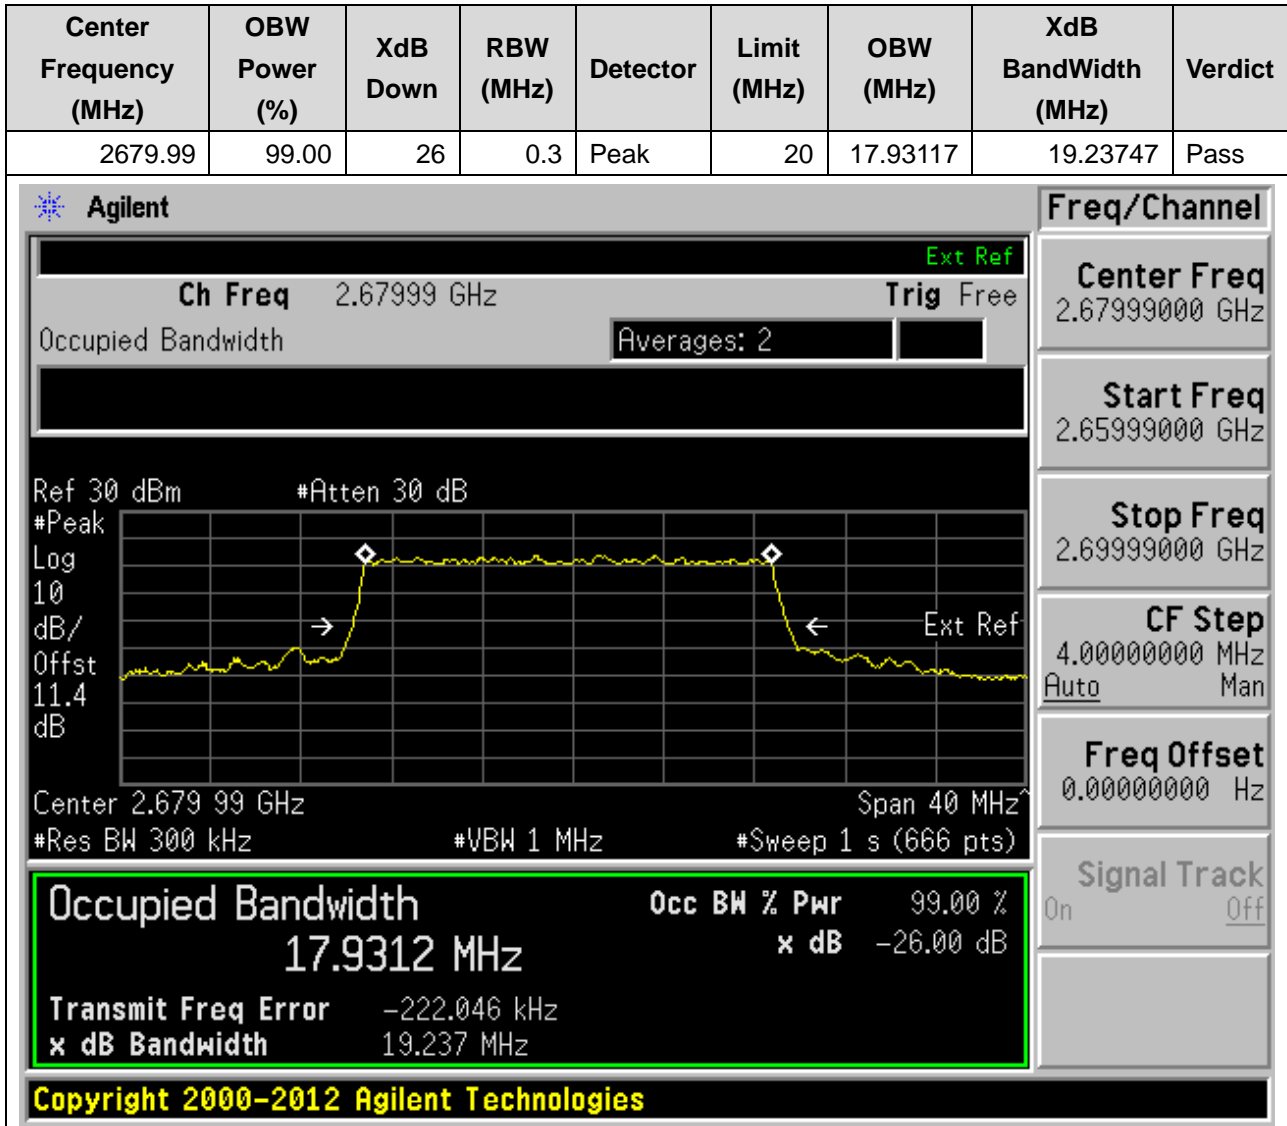 Center Frequency (MHz) OBW Power (%) XdB Down RBW (MHz) Detector Limit (MHz) OBW (MHz) XdB BandWidth (MHz) Verdict
2679.99 99.00 26 0.3 Peak 20 17.93117 19.23747 Pass
Agilent
Freq/Channel
Ext Ref
Ch Freq 2.67999 GHz Trig Free
Occupied Bandwidth Averages: 2
Center Freq
2.67999000 GHz
Start Freq
2.65999000 GHz
Stop Freq
2.69999000 GHz
CF Step
4.00000000 MHz
Auto Man
Freq Offset
0.00000000 Hz
Signal Track
On Off
Ref 30 dBm #Atten 30 dB
#Peak
Log
10
dB/
Offst
11.4
dB
Ext Ref
Center 2.679 99 GHz Span 40 MHz^
#Res BW 300 kHz #VBW 1 MHz #Sweep 1 s (666 pts)
Occupied Bandwidth Occ BW % Pwr 99.00 %
17.9312 MHz x dB -26.00 dB
Transmit Freq Error -222.046 kHz
x dB Bandwidth 19.237 MHz
Copyright 2000-2012 Agilent Technologies